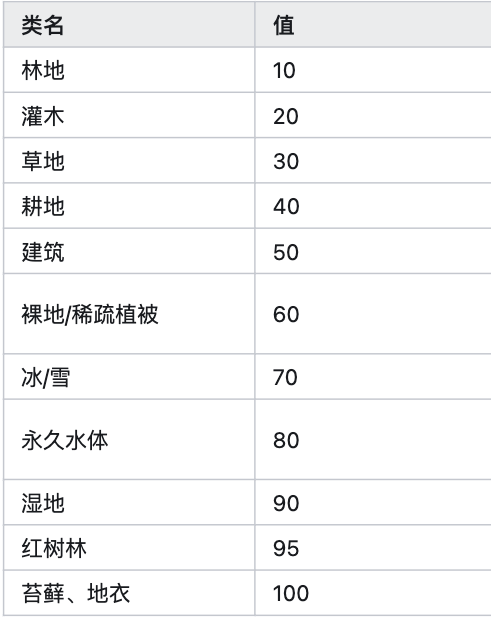 类名 值
林地 10
灌木 20
草地 30
耕地 40
建筑 50
裸地/稀疏植被 60
冰/雪 70
永久水体 80
湿地 90
红树林 95
苔藓、地衣 100